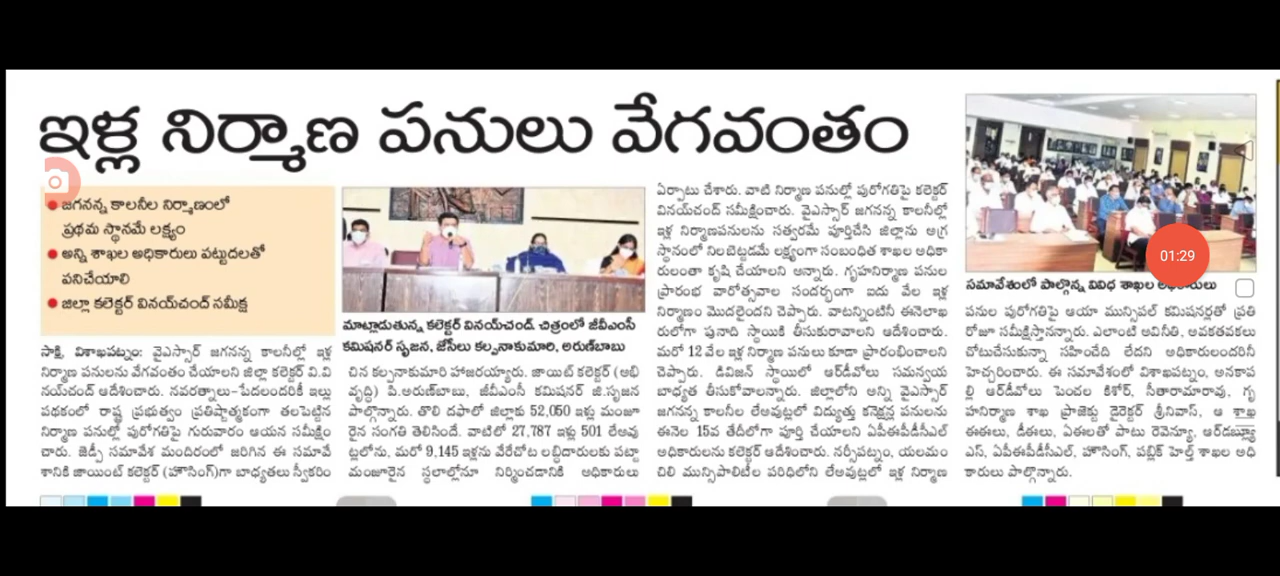 ఇళ్ల నిర్మాణ పనులు వేగవంతం
జగనన్న కాలనీల నిర్మాణంలో
ప్రథమ స్థానమే లక్ష్యం
అన్ని శాఖల అధికారులు పట్టుదలతో
పనిచేయాలి
జిల్లా కలెక్టర్ వినయ్‌చంద్ సమీక్ష
సాక్షి, విశాఖపట్నం: వైఎస్సార్ జగనన్న కాలనీల్లో ఇళ్ల
నిర్మాణ పనులను వేగవంతం చేయాలని జిల్లా కలెక్టర్ వి.వి
నయ్‌చంద్ ఆదేశించారు. నవరత్నాలు–పేదలందరికీ ఇల్లు
పథకంలో రాష్ట్ర ప్రభుత్వం ప్రతిష్టాత్మకంగా తలపెట్టిన
నిర్మాణ పనుల్లో పురోగతిపై గురువారం ఆయన సమీక్షిం
చారు. జెడ్పీ సమావేశ మందిరంలో జరిగిన ఈ సమావే
శానికి జాయింట్ కలెక్టర్ (హౌసింగ్)గా బాధ్యతలు స్వీకరిం
మాట్లాడుతున్న కలెక్టర్ వినయ్‌చంద్. చిత్రంలో జీవీఎంసీ
కమిషనర్ సృజన, జేసీలు కల్పనాకుమారి, అరుణ్‌బాబు
చిన కల్పనాకుమారి హాజరయ్యారు. జాయింట్ కలెక్టర్ (అభి
వృద్ధి) పి.అరుణ్‌బాబు, జీవీఎంసీ కమిషనర్ జి.సృజన
పాల్గొన్నారు. తొలి దఫాలో జిల్లాకు 52,050 ఇళ్లు మంజూ
రైన సంగతి తెలిసిందే. వాటిలో 27,787 ఇళ్లు 501 లేఅవు
ట్లలోను, మరో 9,145 ఇళ్లను వేరేచోట లబ్ధిదారులకు పట్టా
మంజూరైన స్థలాల్లోనూ నిర్మించడానికి అధికారులు
ఏర్పాటు చేశారు. వాటి నిర్మాణ పనుల్లో పురోగతిపై కలెక్టర్
వినయ్‌చంద్ సమీక్షించారు. వైఎస్సార్ జగనన్న కాలనీల్లో
ఇళ్ల నిర్మాణపనులను సత్వరమే పూర్తిచేసి జిల్లాను అగ్ర
స్థానంలో నిలబెట్టడమే లక్ష్యంగా సంబంధిత శాఖల అధికా
రులంతా కృషి చేయాలని అన్నారు. గృహనిర్మాణ పనుల
ప్రారంభ వారోత్సవాల సందర్భంగా ఐదు వేల ఇళ్ల
నిర్మాణం మొదలైందని చెప్పారు. వాటన్నింటినీ ఈనెలాఖ
రులోగా పునాది స్థాయికి తీసుకురావాలని ఆదేశించారు.
మరో 12 వేల ఇళ్ల నిర్మాణ పనులు కూడా ప్రారంభించాలని
చెప్పారు. డివిజన్ స్థాయిలో ఆర్‌డీవోలు సమన్వయ
బాధ్యత తీసుకోవాలన్నారు. జిల్లాలోని అన్ని వైఎస్సార్
జగనన్న కాలనీల లేఅవుట్లలో విద్యుత్తు కనెక్షన్ల పనులను
ఈనెల 15వ తేదీలోగా పూర్తి చేయాలని ఏపీఈపీడీసీఎల్
అధికారులను కలెక్టర్ ఆదేశించారు. నర్సీపట్నం, యలమం
చిలి మున్సిపాలిటీల పరిధిలోని లేఅవుట్లలో ఇళ్ల నిర్మాణ
సమావేశంలో పాల్గొన్న వివిధ శాఖల అధికారులు
పనుల పురోగతిపై ఆయా మున్సిపల్ కమిషనర్లతో ప్రతి
రోజూ సమీక్షిస్తానన్నారు. ఎలాంటి అవినీతి, అవకతవకలు
చోటుచేసుకున్నా సహించేది లేదని అధికారులందరినీ
హెచ్చరించారు. ఈ సమావేశంలో విశాఖపట్నం, అనకాప
ల్లి ఆర్‌డీవోలు పెంచల కిశోర్, సీతారామారావు, గృ
హనిర్మాణ శాఖ ప్రాజెక్టు డైరెక్టర్ శ్రీనివాస్, ఆ శాఖ
ఈఈలు, డీఈలు, ఏఈలతో పాటు రెవెన్యూ, ఆర్‌డబ్ల్యూ
ఎస్, ఏపీఈపీడీసీఎల్, హౌసింగ్, పబ్లిక్ హెల్త్ శాఖల అధి
కారులు పాల్గొన్నారు.
01:29